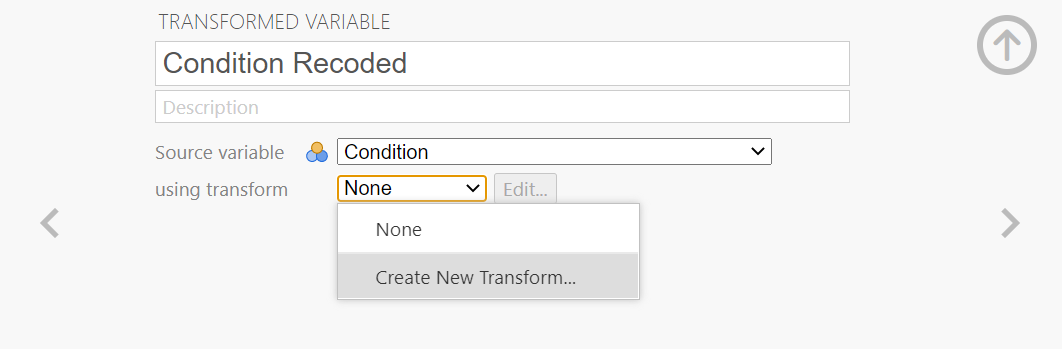 TRANSFORMED VARIABLE
Condition Recoded
Description
Source variable Condition
using transform None Edit...
None
Create New Transform...